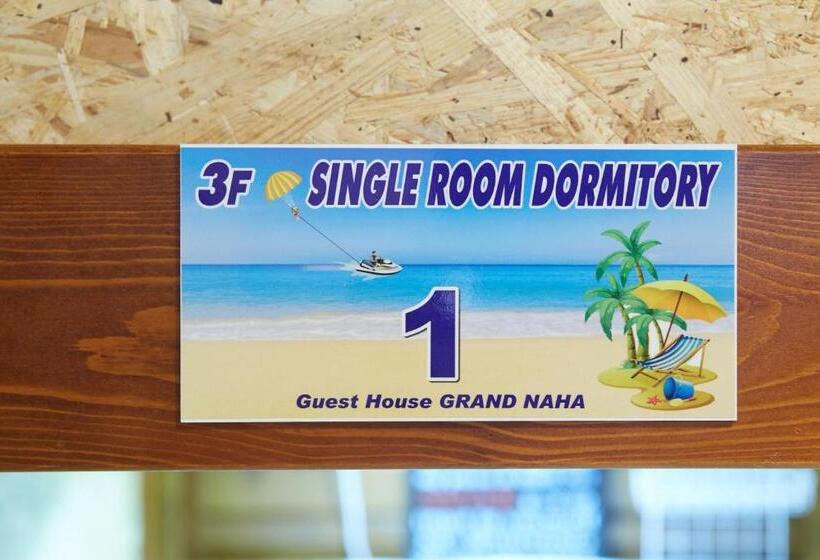 3F SINGLE ROOM DORMITORY
1
Guest House GRAND NAHA